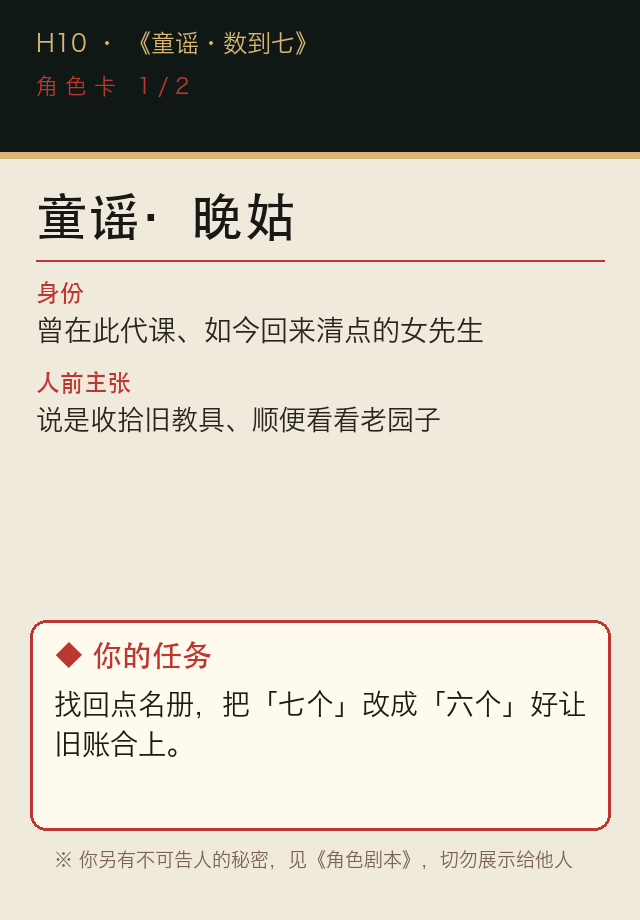 H10 · 《童谣·数到七》
角色卡 1/2
童谣· 晚姑
身份
曾在此代课、如今回来清点的女先生
人前主张
说是收拾旧教具、顺便看看老园子
◆ 你的任务
找回点名册，把「七个」改成「六个」好让
旧账合上。
※ 你另有不可告人的秘密，见《角色剧本》，切勿展示给他人